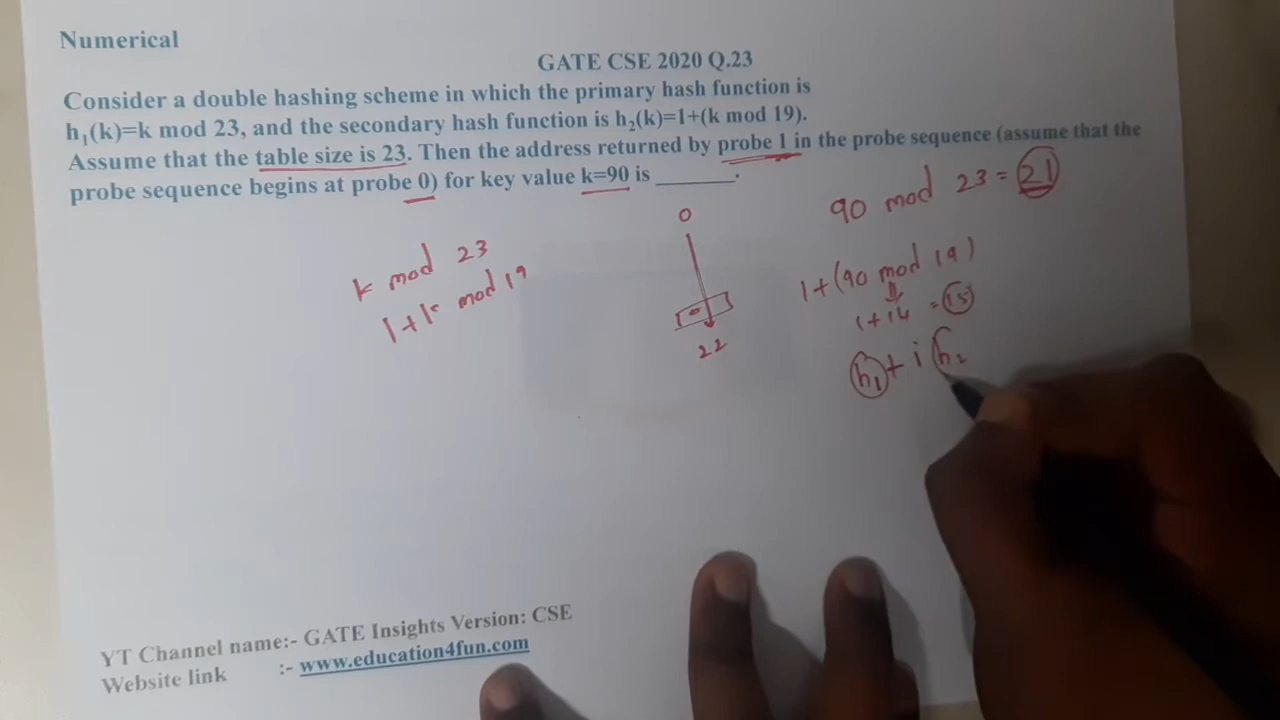 Numerical
GATE CSE 2020 Q.23
Consider a double hashing scheme in which the primary hash function is
h₁(k)=k mod 23, and the secondary hash function is h₂(k)=1+(k mod 19).
Assume that the table size is 23. Then the address returned by probe 1 in the probe sequence (assume that the
probe sequence begins at probe 0) for key value k=90 is ______.
90 mod 23 = 21
k mod 23
1+k mod 19
0
22
1+(90 mod 19)
1+14 = 15
h₁ + i h₂
YT Channel name:- GATE Insights Version: CSE
Website link :- www.education4fun.com